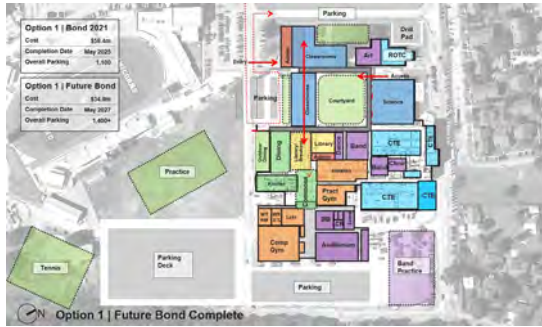 Option 1 | Bond 2021
Cost $58.4m
Completion Date May 2025
Overall Parking 1,100
Option 1 | Future Bond
Cost $34.8m
Completion Date May 2027
Overall Parking 1,400+
Parking
Drill
Pad
Classrooms
Art
ROTC
Entry
Access
Parking
Courtyard
Science
Dining
Library
Band
CTE
Practice
Kitchen
Athletics
Pract
Gym
CTE
CTE
Comp
Gym
Auditorium
Tennis
Parking
Deck
Parking
Band
Practice
N
Option 1 | Future Bond Complete